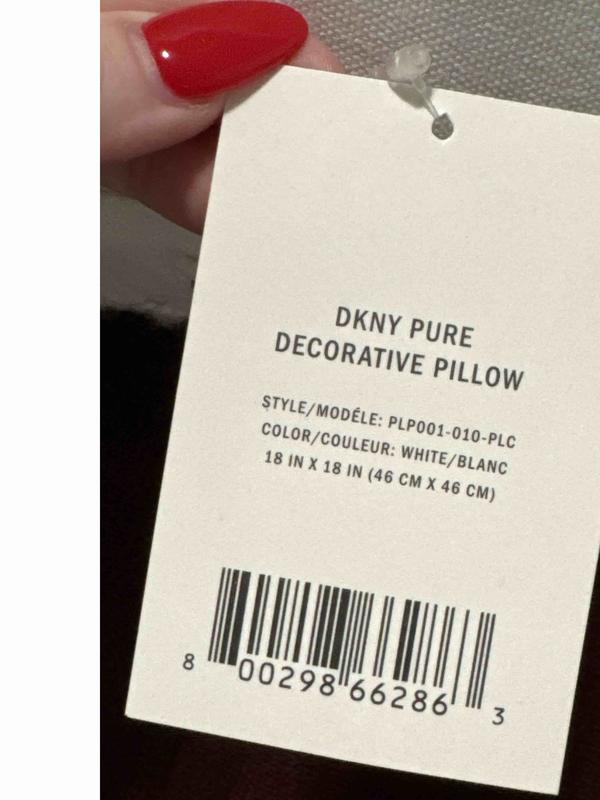 DKNY PURE
DECORATIVE PILLOW
STYLE/MODÉLE: PLP001-010-PLC
COLOR/COULEUR: WHITE/BLANC
18 IN X 18 IN (46 CM X 46 CM)
8 00298 66286 3